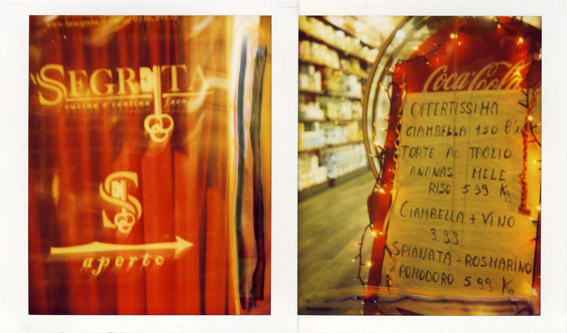 SEGRETA
cucina e cantina
S
aperto
Coca-Cola
OFFERTISSIMA
CIAMBELLA 1.50
TORTE AL TAGLIO
ANANAS - MELE
RISO 5.99 Kg
CIAMBELLA + VINO
3.99
SPIANATA - ROSMARINO
POMODORO 5.99 Kg